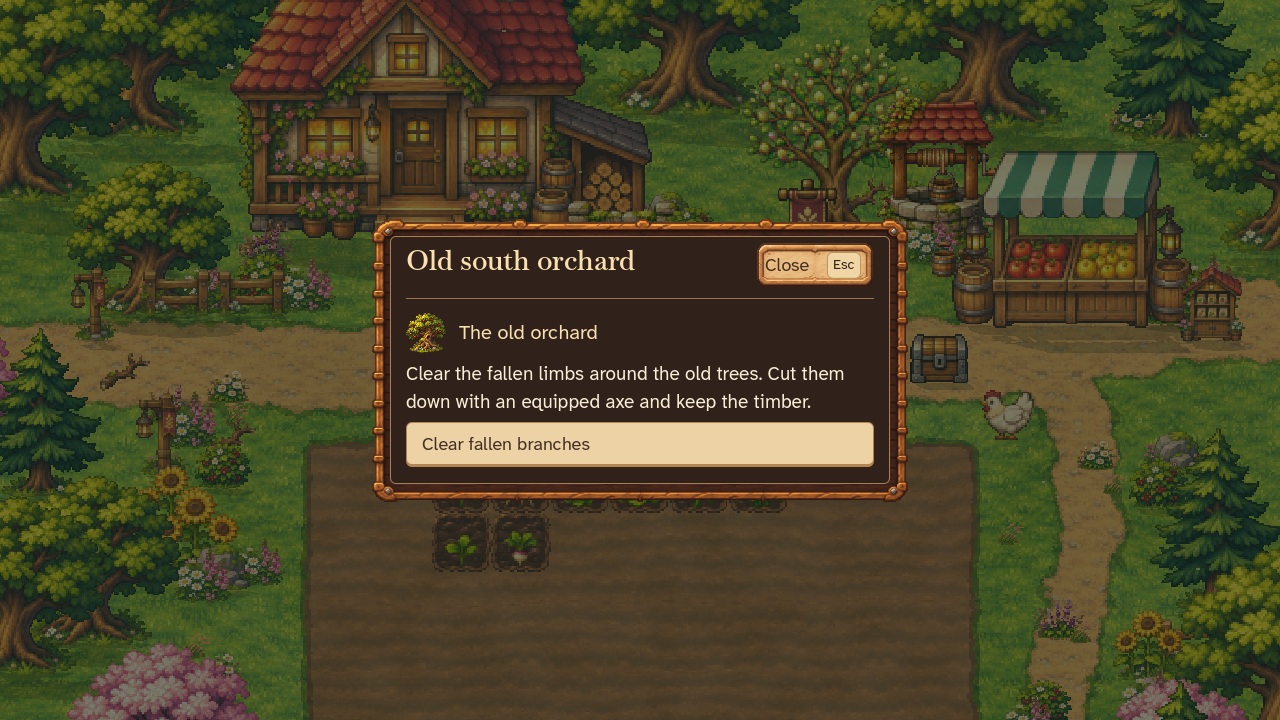 Old south orchard
Close Esc
The old orchard
Clear the fallen limbs around the old trees. Cut them
down with an equipped axe and keep the timber.
Clear fallen branches